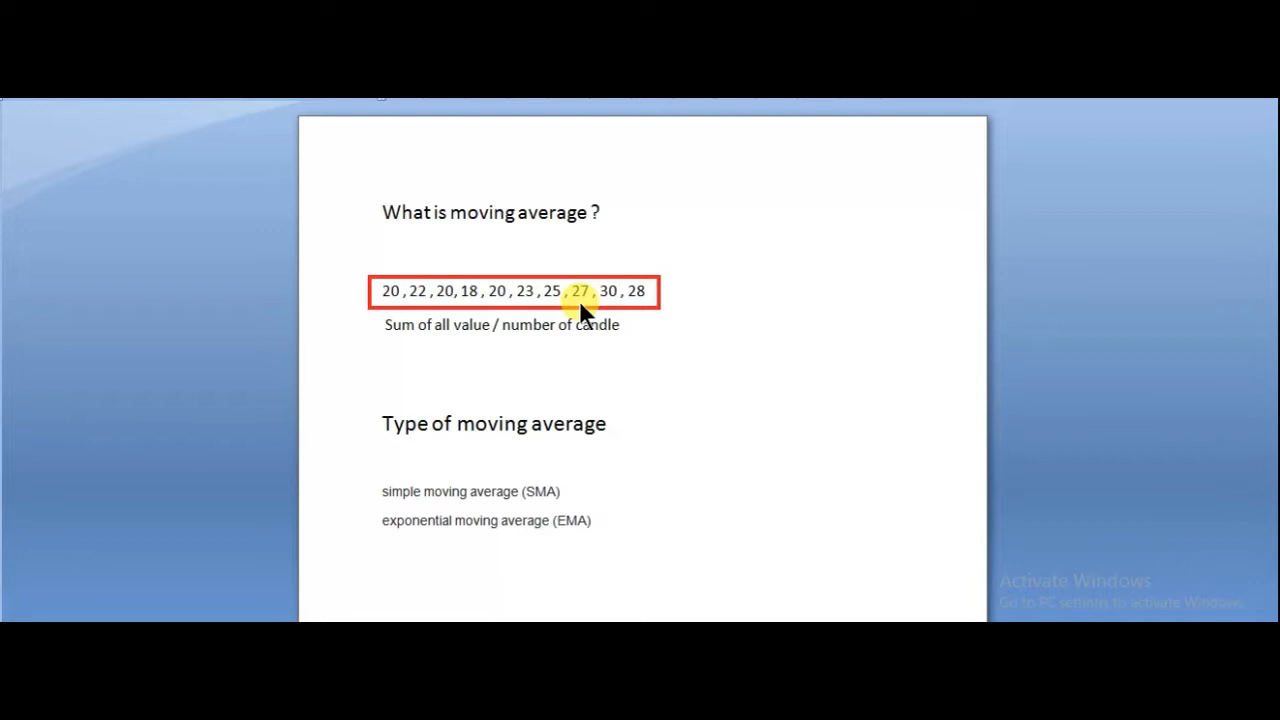 What is moving average ?
20 , 22 , 20, 18 , 20 , 23 , 25 , 27 , 30 , 28
Sum of all value / number of candle
Type of moving average
simple moving average (SMA)
exponential moving average (EMA)
Activate Windows
Go to PC settings to activate Windows.